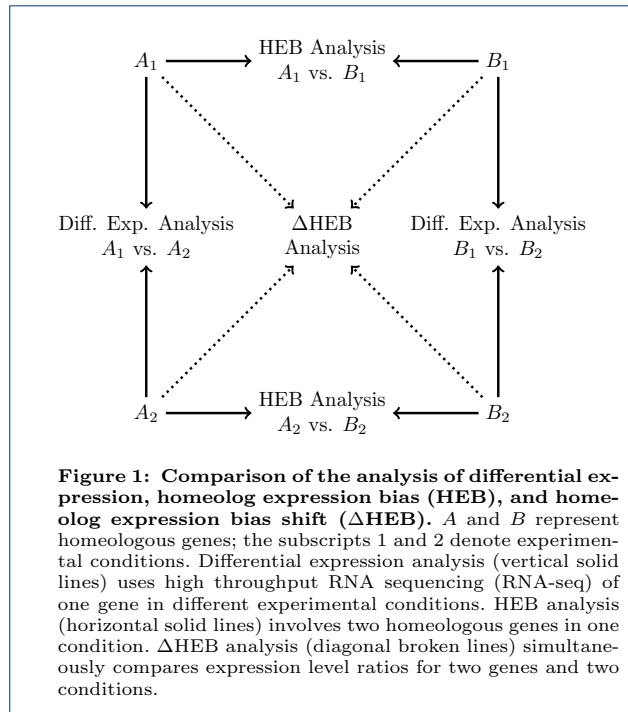 A₁
HEB Analysis
A₁ vs. B₁
B₁
Diff. Exp. Analysis
A₁ vs. A₂
ΔHEB
Analysis
Diff. Exp. Analysis
B₁ vs. B₂
A₂
HEB Analysis
A₂ vs. B₂
B₂
Figure 1: Comparison of the analysis of differential ex-
pression, homeolog expression bias (HEB), and home-
olog expression bias shift (ΔHEB). A and B represent
homeologous genes; the subscripts 1 and 2 denote experimen-
tal conditions. Differential expression analysis (vertical solid
lines) uses high throughput RNA sequencing (RNA-seq) of
one gene in different experimental conditions. HEB analysis
(horizontal solid lines) involves two homeologous genes in one
condition. ΔHEB analysis (diagonal broken lines) simultane-
ously compares expression level ratios for two genes and two
conditions.